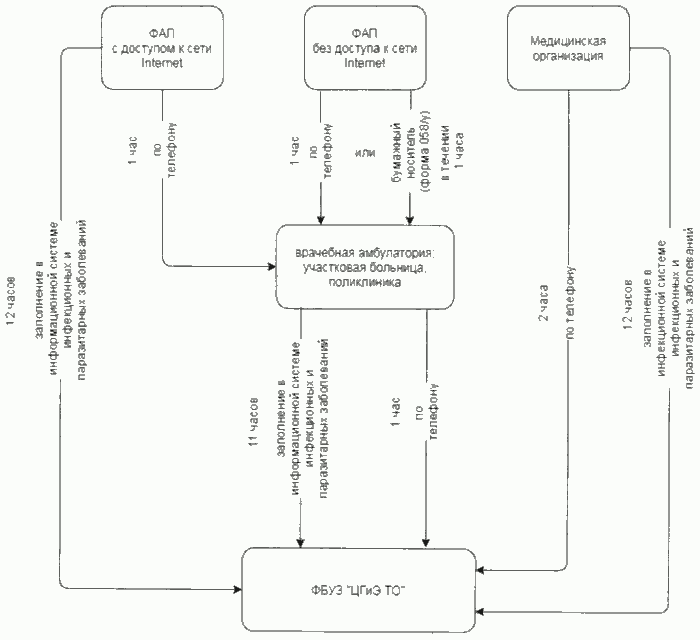 ФАП
с доступом к сети
Internet
ФАП
без доступа к сети
Internet
Медицинская
организация
1 час
по
телефону
1 час
по
телефону
или
бумажный
носитель
(форма 058/у)
в течении
1 часа
врачебная амбулатория;
участковая больница;
поликлиника
12 часов
заполнение в
информационной системе
инфекционных и
паразитарных заболеваний
11 часов
заполнение в
информационной системе
инфекционных и
паразитарных заболеваний
1 час
по
телефону
2 часа
по телефону
12 часов
заполнение в
инфекционной системе
инфекционных и
паразитарных заболеваний
ФБУЗ "ЦГиЭ ТО"